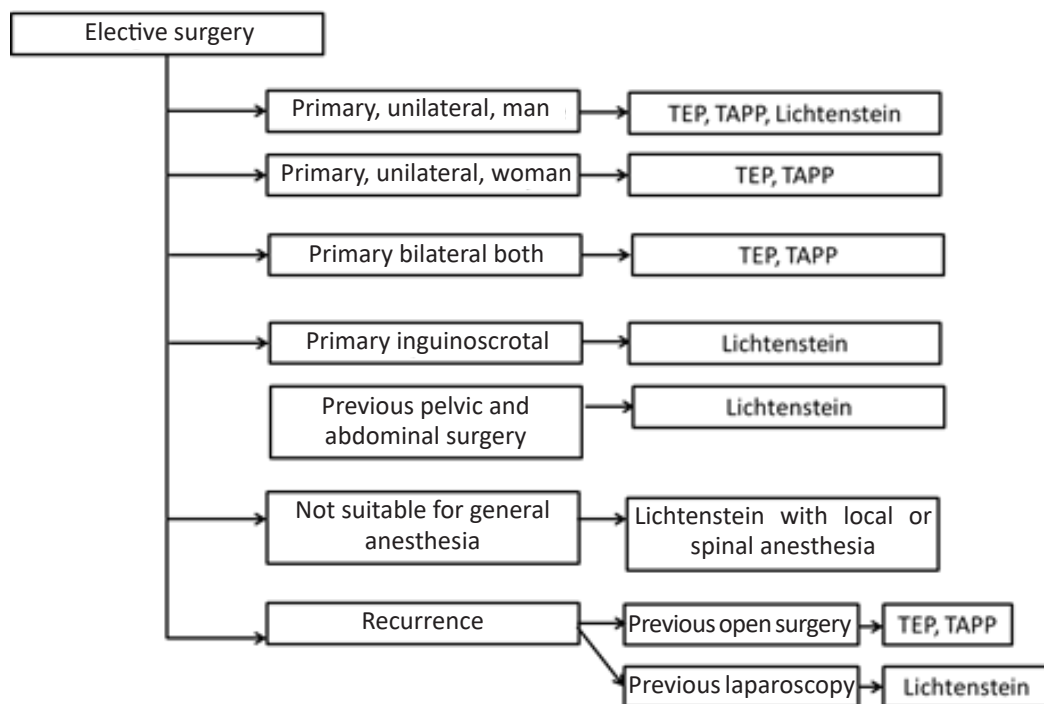 Elective surgery
Primary, unilateral, man
TEP, TAPP, Lichtenstein
Primary, unilateral, woman
TEP, TAPP
Primary bilateral both
TEP, TAPP
Primary inguinoscrotal
Lichtenstein
Previous pelvic and
abdominal surgery
Lichtenstein
Not suitable for general
anesthesia
Lichtenstein with local or
spinal anesthesia
Recurrence
Previous open surgery
TEP, TAPP
Previous laparoscopy
Lichtenstein